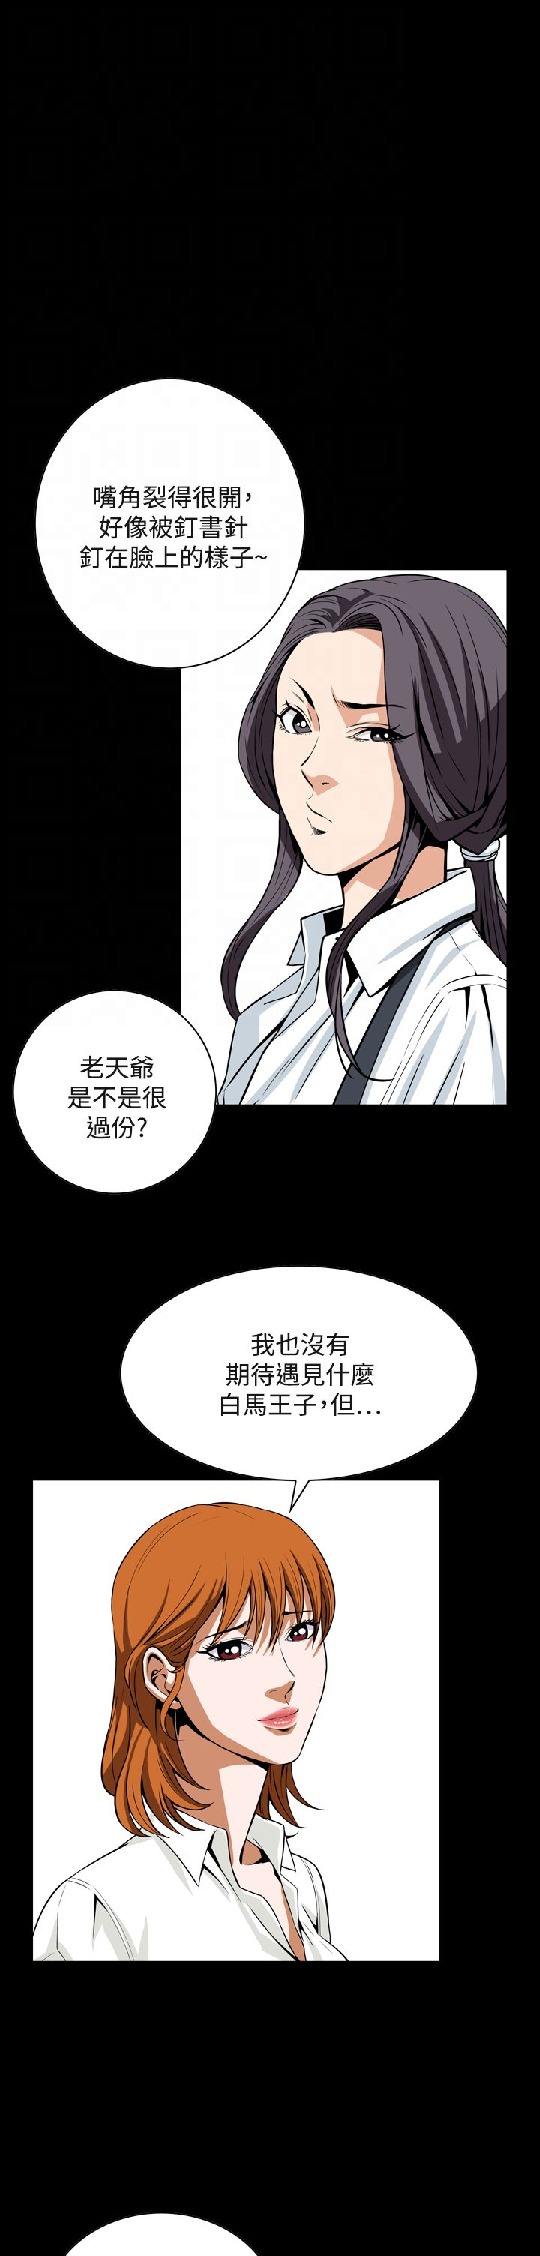 嘴角裂得很開,
好像被釘書針
釘在臉上的樣子~
老天爺
是不是很
過份?
我也沒有
期待遇見什麼
白馬王子,但...